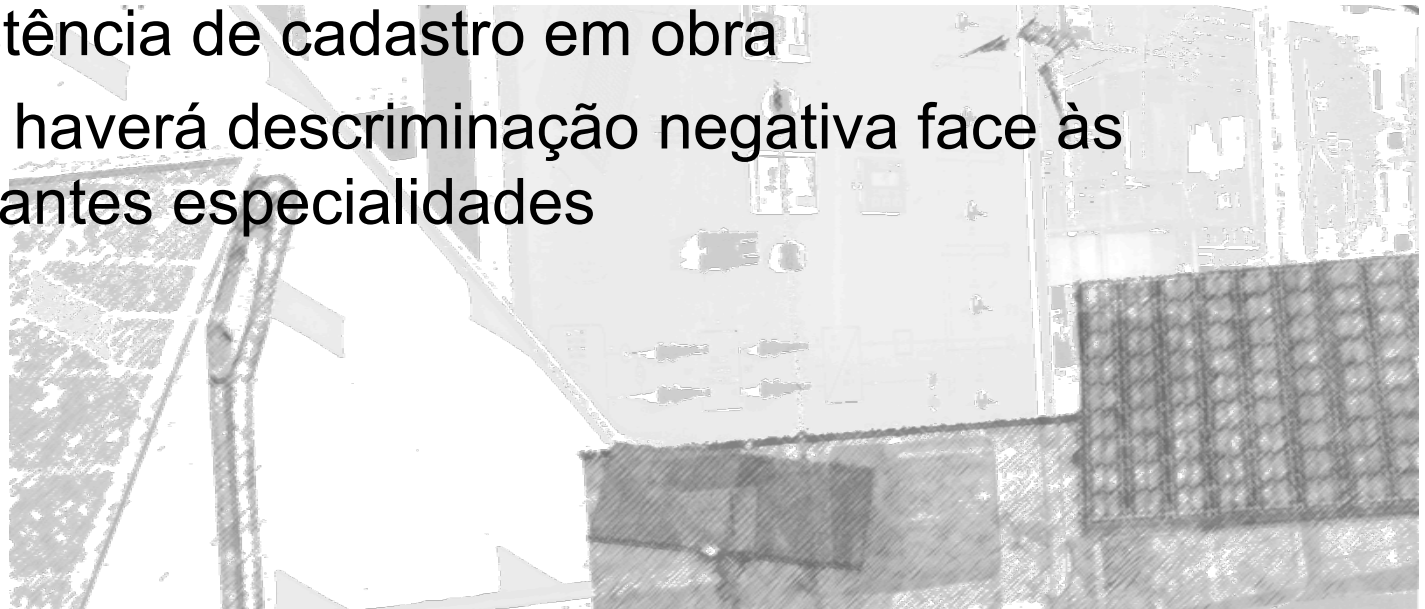 tência de cadastro em obra
haverá descriminação negativa face às
antes especialidades